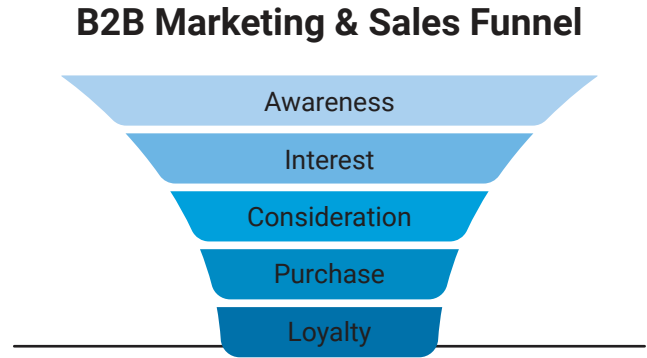 B2B Marketing & Sales Funnel
Awareness
Interest
Consideration
Purchase
Loyalty